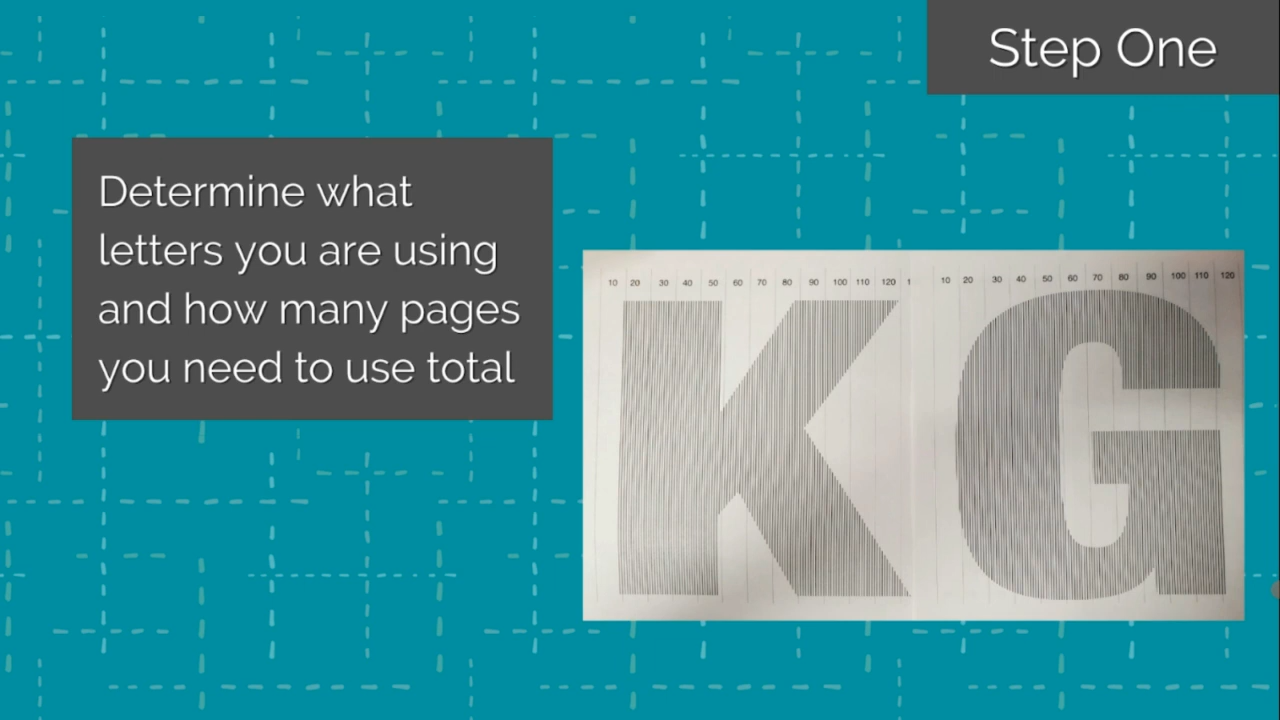 Step One
Determine what
letters you are using
and how many pages
you need to use total
10 20 30 40 50 60 70 80 90 100 110 120 1
10 20 30 40 50 60 70 80 90 100 110 120
K G